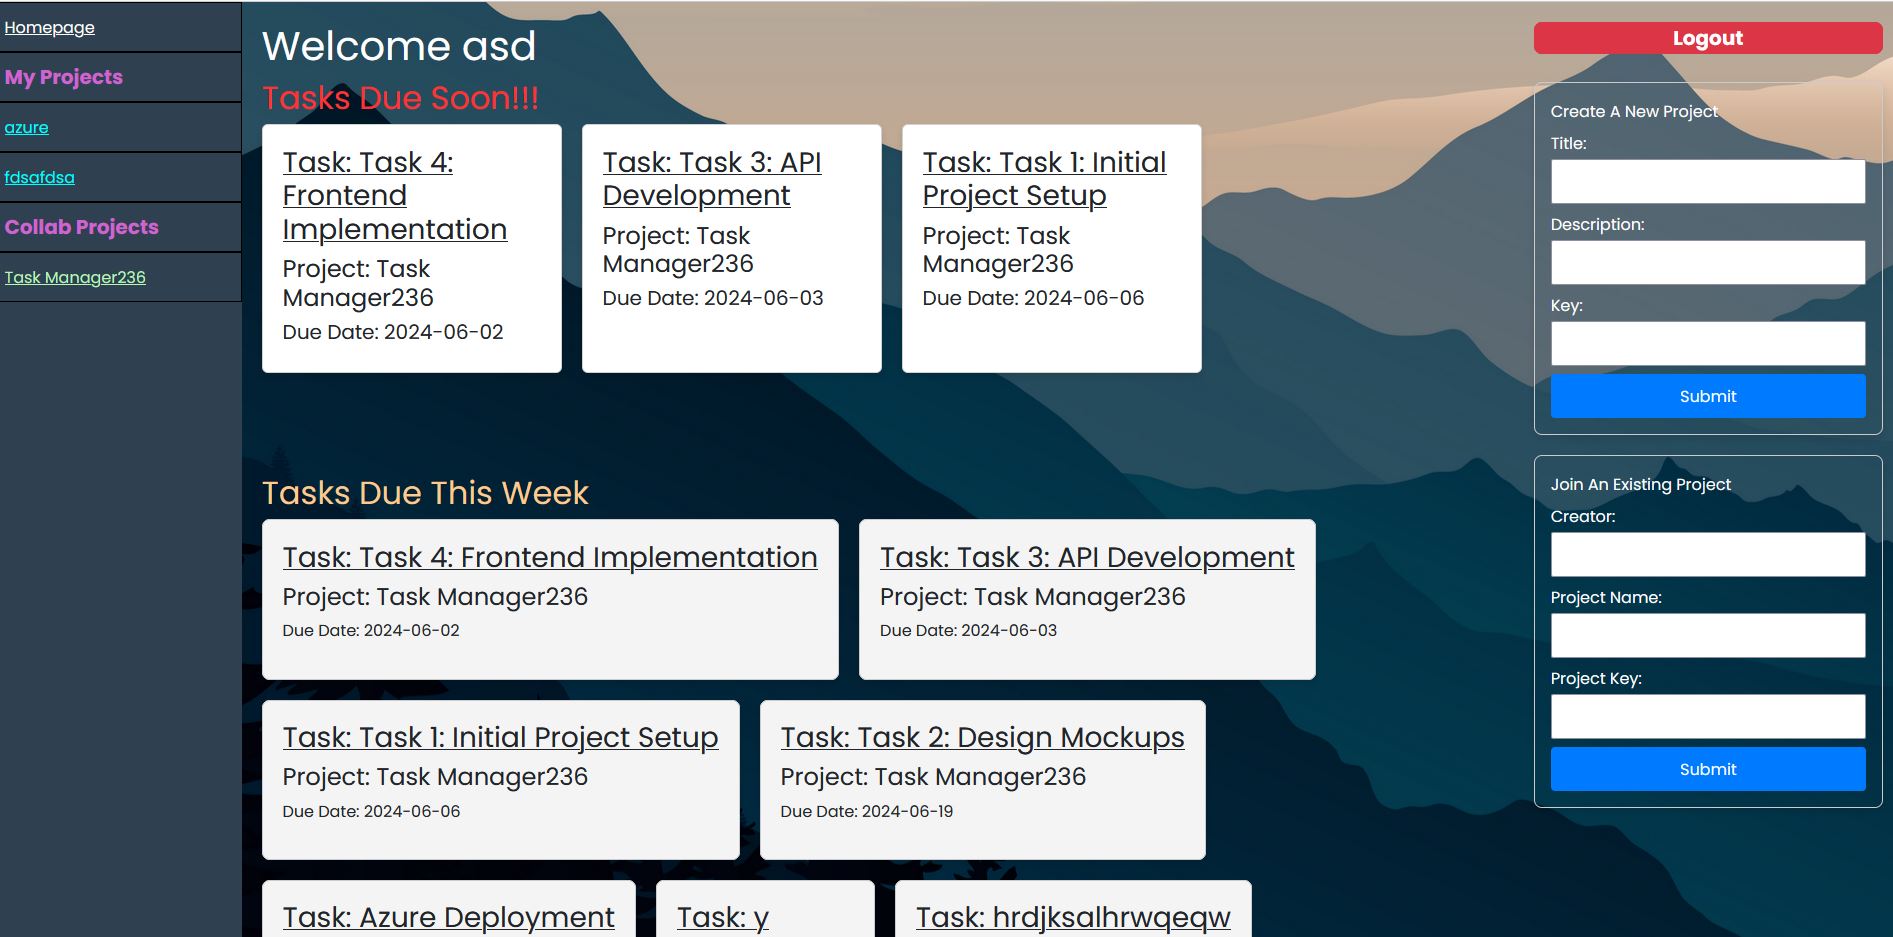 Homepage
My Projects
azure
fdsafdsa
Collab Projects
Task Manager236
Welcome asd
Tasks Due Soon!!!
Task: Task 4:
Frontend
Implementation
Project: Task
Manager236
Due Date: 2024-06-02
Task: Task 3: API
Development
Project: Task
Manager236
Due Date: 2024-06-03
Task: Task 1: Initial
Project Setup
Project: Task
Manager236
Due Date: 2024-06-06
Tasks Due This Week
Task: Task 4: Frontend Implementation
Project: Task Manager236
Due Date: 2024-06-02
Task: Task 3: API Development
Project: Task Manager236
Due Date: 2024-06-03
Task: Task 1: Initial Project Setup
Project: Task Manager236
Due Date: 2024-06-06
Task: Task 2: Design Mockups
Project: Task Manager236
Due Date: 2024-06-19
Task: Azure Deployment
Task: y
Task: hrdjksalhrwqeqw
Logout
Create A New Project
Title:
Description:
Key:
Submit
Join An Existing Project
Creator:
Project Name:
Project Key:
Submit